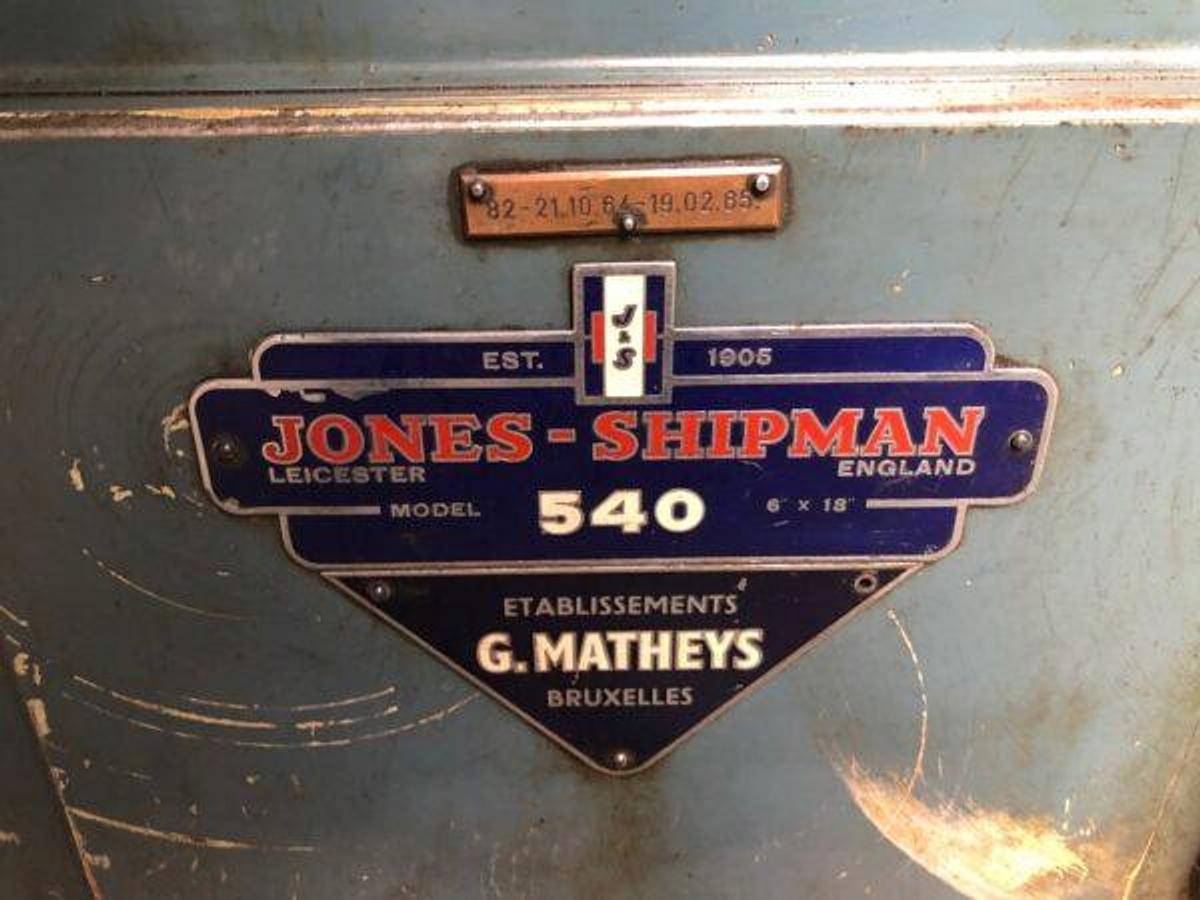 82-21.10 64-19.02.65.
J & S
EST. 1905
JONES-SHIPMAN
LEICESTER ENGLAND
MODEL 540 6" x 18"
ETABLISSEMENTS
G. MATHEYS
BRUXELLES